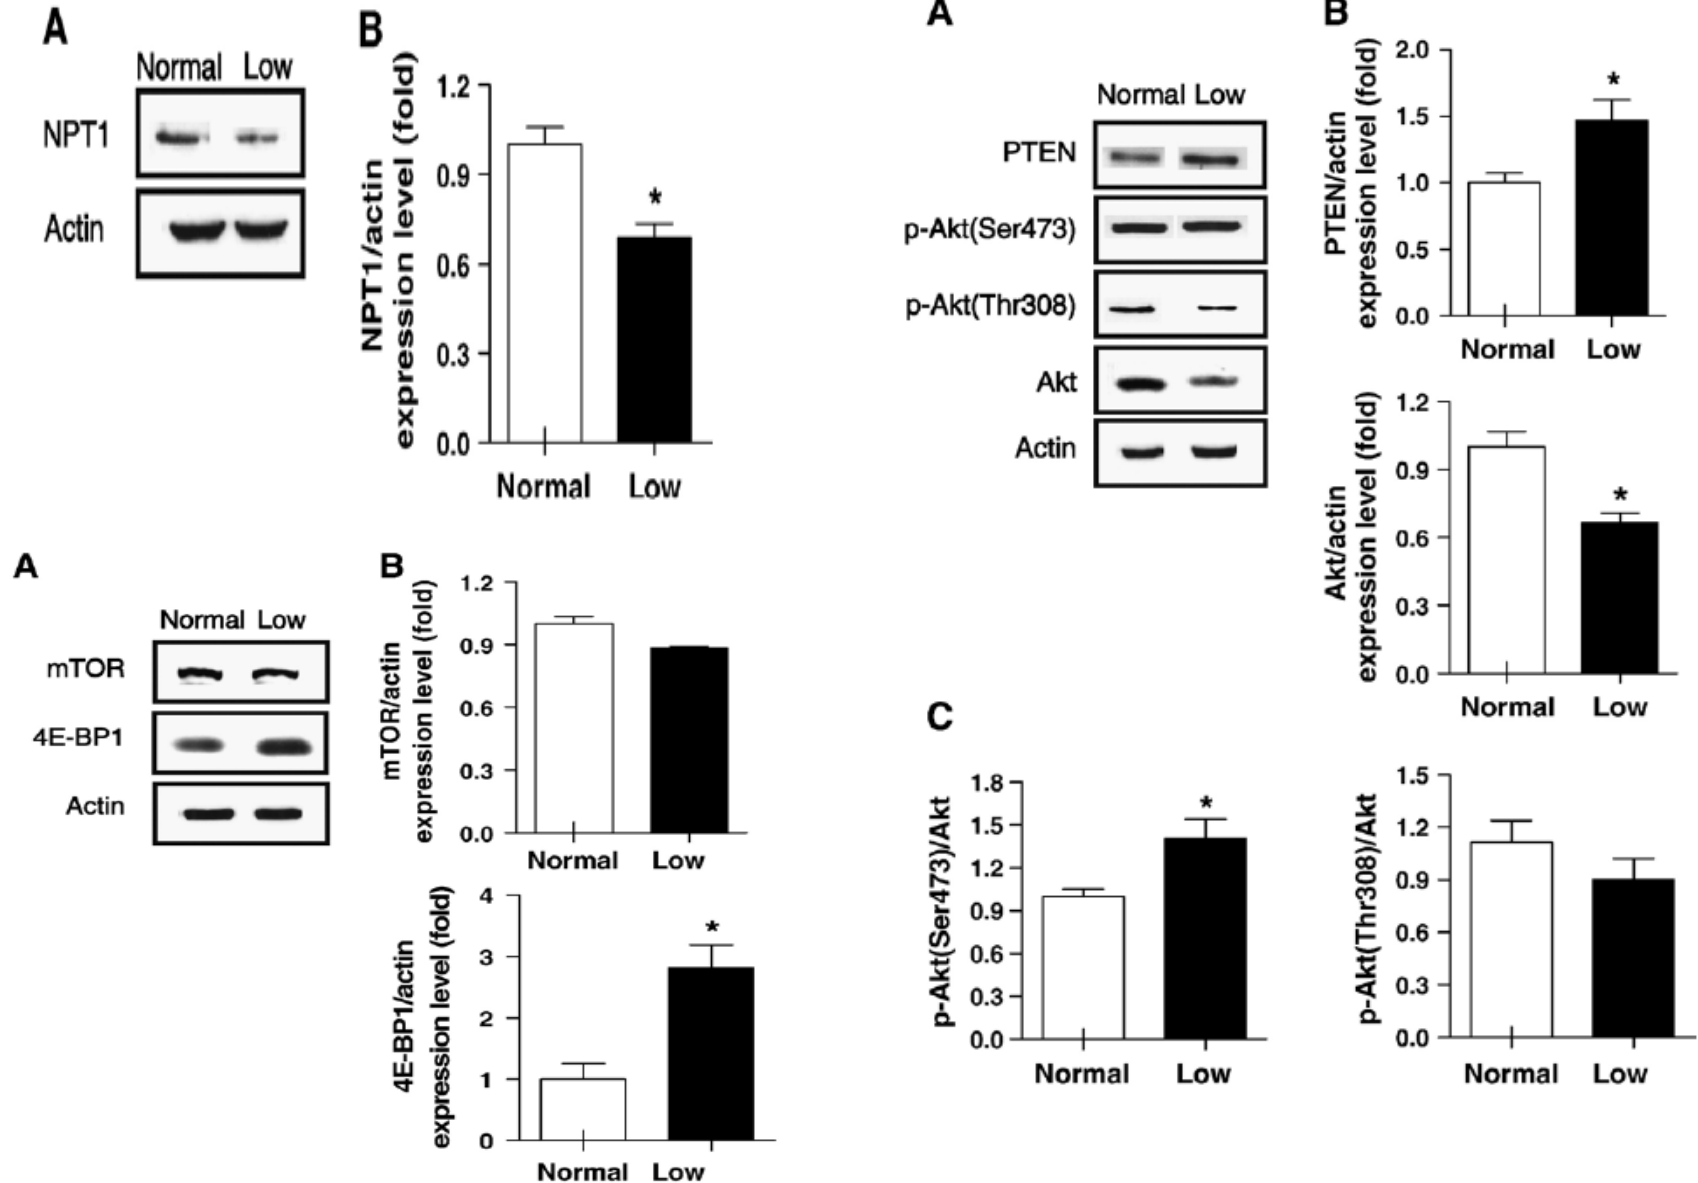 A
Normal Low
NPT1
Actin
B
NPT1/actin
expression level (fold)
1.2
0.9
0.6
0.3
0.0
*
Normal Low
A
Normal Low
PTEN
p-Akt(Ser473)
p-Akt(Thr308)
Akt
Actin
B
PTEN/actin
expression level (fold)
2.0
1.5
1.0
0.5
0.0
*
Normal Low
Akt/actin
expression level (fold)
1.2
0.9
0.6
0.3
0.0
*
Normal Low
A
Normal Low
mTOR
4E-BP1
Actin
B
mTOR/actin
expression level (fold)
1.2
0.9
0.6
0.3
0.0
Normal Low
4E-BP1/actin
expression level (fold)
4
3
2
1
0
*
Normal Low
C
p-Akt(Ser473)/Akt
1.8
1.5
1.2
0.9
0.6
0.3
0.0
*
Normal Low
p-Akt(Thr308)/Akt
1.5
1.2
0.9
0.6
0.3
0.0
Normal Low